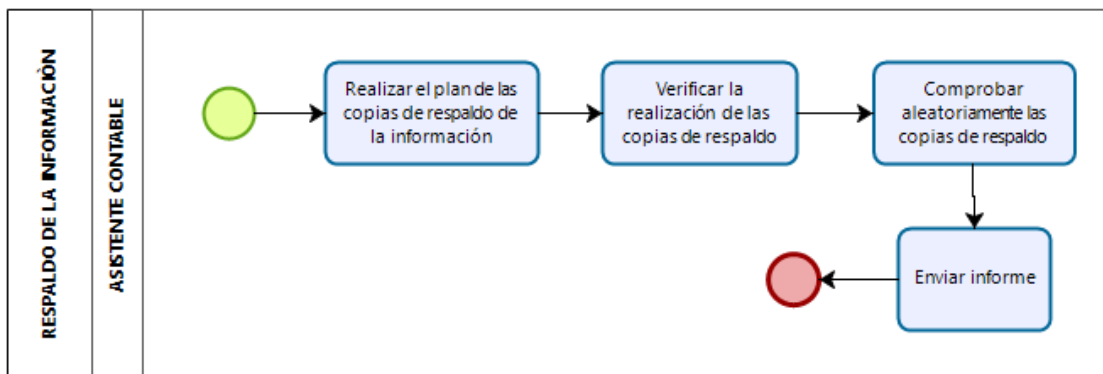 RESPALDO DE LA INFORMACIÒN
ASISTENTE CONTABLE
Realizar el plan de las
copias de respaldo de
la información
Verificar la
realización de las
copias de respaldo
Comprobar
aleatoriamente las
copias de respaldo
Enviar informe